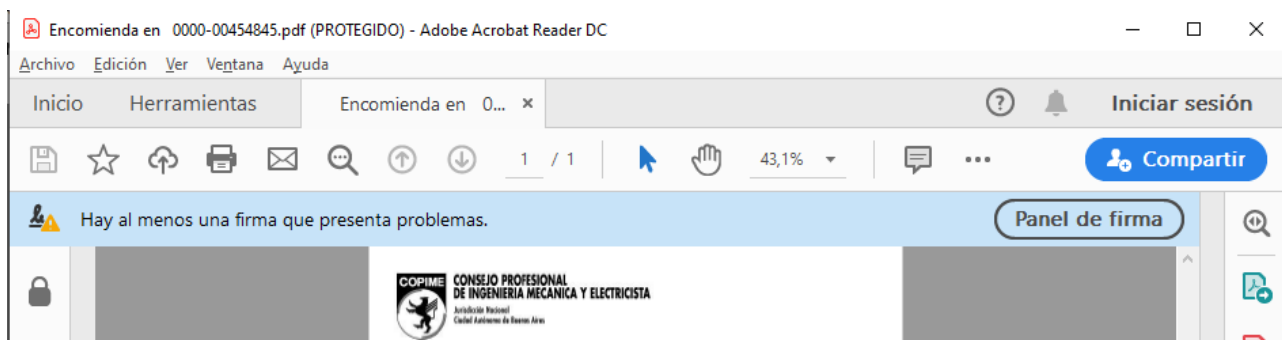 Encomienda en 0000-00454845.pdf (PROTEGIDO) - Adobe Acrobat Reader DC
Archivo Edición Ver Ventana Ayuda
Inicio Herramientas Encomienda en 0... × Iniciar sesión
1 / 1 43,1% Compartir
Hay al menos una firma que presenta problemas. Panel de firma
COPIME CONSEJO PROFESIONAL
DE INGENIERIA MECANICA Y ELECTRICISTA
Jurisdicción Nacional
Ciudad Autónoma de Buenos Aires